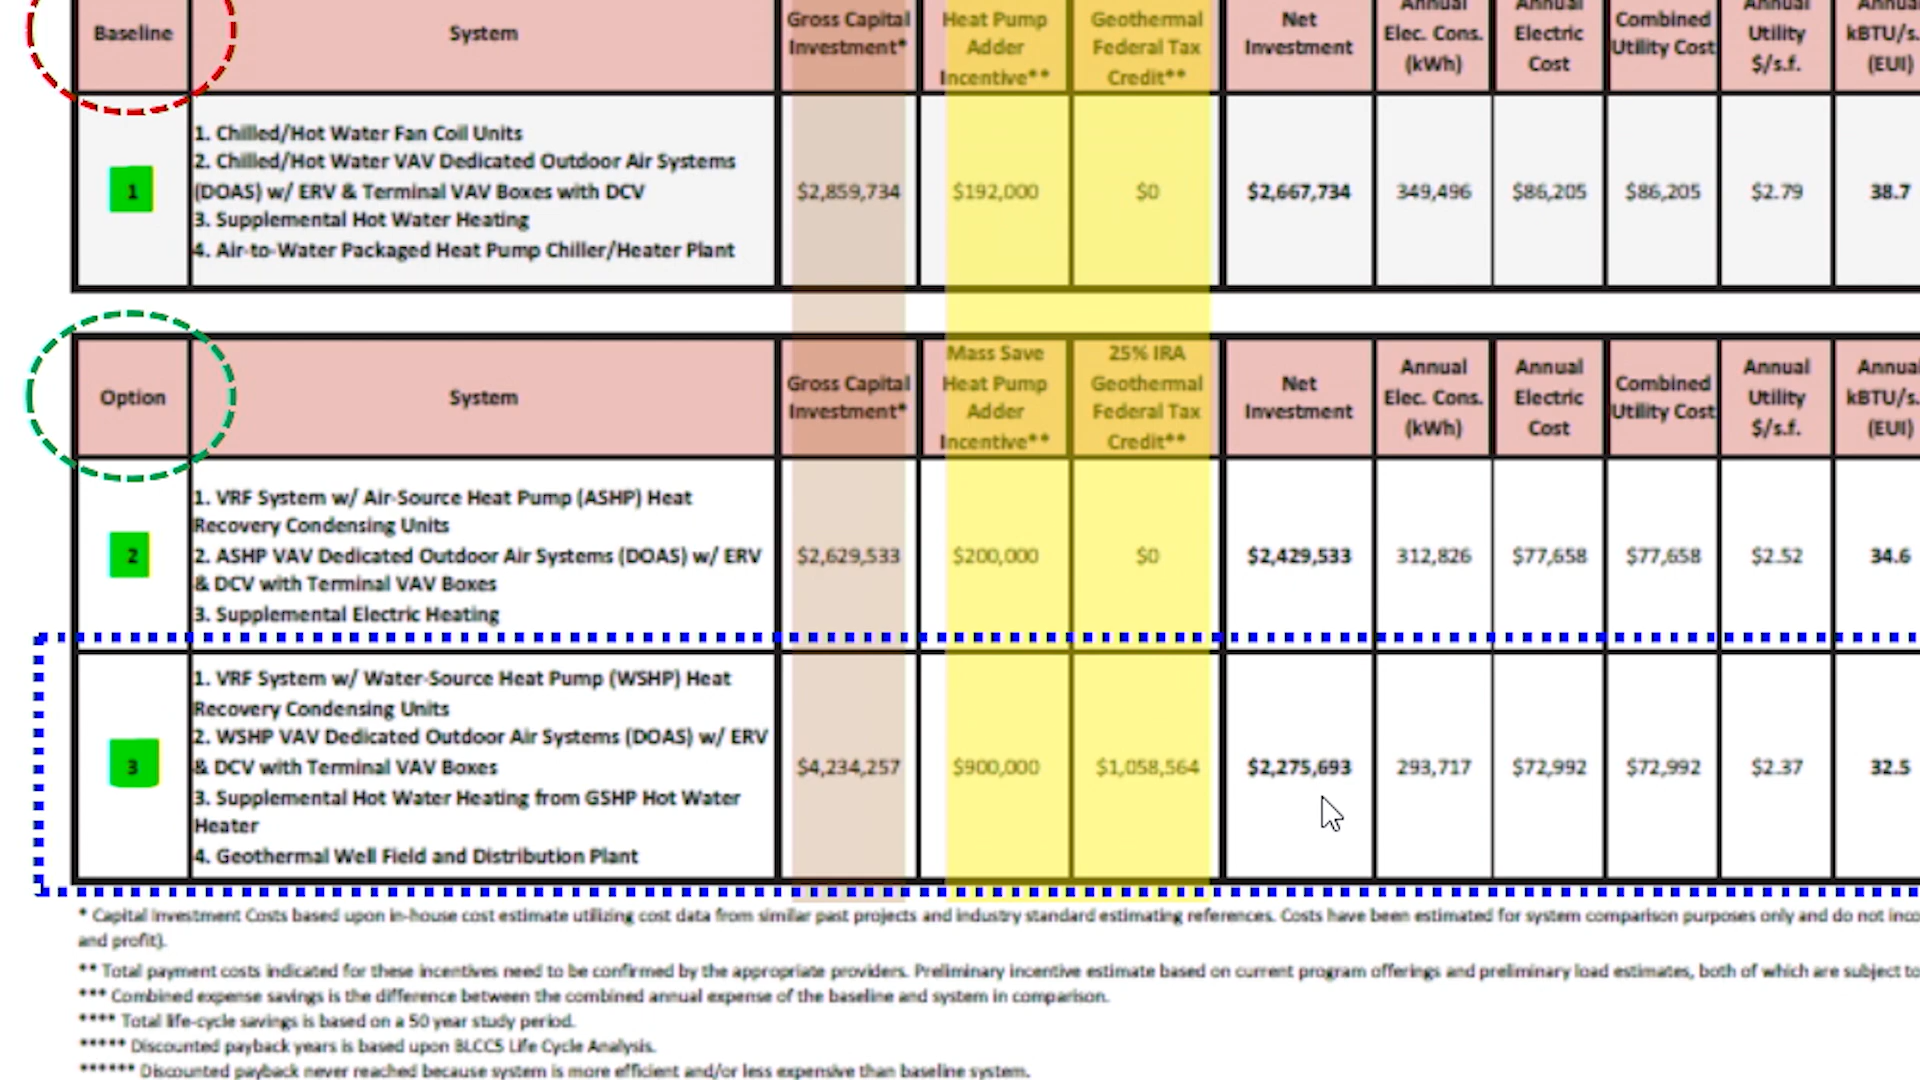 Baseline
System
Gross Capital
Investment*
Heat Pump
Adder
Incentive**
Geothermal
Federal Tax
Credit**
Net
Investment
Annual
Elec. Cons.
(kWh)
Annual
Electric
Cost
Combined
Utility Cost
Annual
Utility
$/s.f.
Annual
kBTU/s.
(EUI)
1
1. Chilled/Hot Water Fan Coil Units
2. Chilled/Hot Water VAV Dedicated Outdoor Air Systems
(DOAS) w/ ERV & Terminal VAV Boxes with DCV
3. Supplemental Hot Water Heating
4. Air-to-Water Packaged Heat Pump Chiller/Heater Plant
$2,859,734
$192,000
$0
$2,667,734
349,496
$86,205
$86,205
$2.79
38.7
Option
System
Gross Capital
Investment*
Mass Save
Heat Pump
Adder
Incentive**
25% IRA
Geothermal
Federal Tax
Credit**
Net
Investment
Annual
Elec. Cons.
(kWh)
Annual
Electric
Cost
Combined
Utility Cost
Annual
Utility
$/s.f.
Annual
kBTU/s.
(EUI)
2
1. VRF System w/ Air-Source Heat Pump (ASHP) Heat
Recovery Condensing Units
2. ASHP VAV Dedicated Outdoor Air Systems (DOAS) w/ ERV
& DCV with Terminal VAV Boxes
3. Supplemental Electric Heating
$2,629,533
$200,000
$0
$2,429,533
312,826
$77,658
$77,658
$2.52
34.6
3
1. VRF System w/ Water-Source Heat Pump (WSHP) Heat
Recovery Condensing Units
2. WSHP VAV Dedicated Outdoor Air Systems (DOAS) w/ ERV
& DCV with Terminal VAV Boxes
3. Supplemental Hot Water Heating from GSHP Hot Water
Heater
4. Geothermal Well Field and Distribution Plant
$4,234,257
$900,000
$1,058,564
$2,275,693
293,717
$72,992
$72,992
$2.37
32.5
* Capital Investment Costs based upon in-house cost estimate utilizing cost data from similar past projects and industry standard estimating references. Costs have been estimated for system comparison purposes only and do not
and profit).
** Total payment costs indicated for these incentives need to be confirmed by the appropriate providers. Preliminary incentive estimate based on current program offerings and preliminary load estimates, both of which are subject to
*** Combined expense savings is the difference between the combined annual expense of the baseline and system in comparison.
**** Total life-cycle savings is based on a 50 year study period.
***** Discounted payback years is based upon BLCC5 Life Cycle Analysis.
****** Discounted payback never reached because system is more efficient and/or less expensive than baseline system.